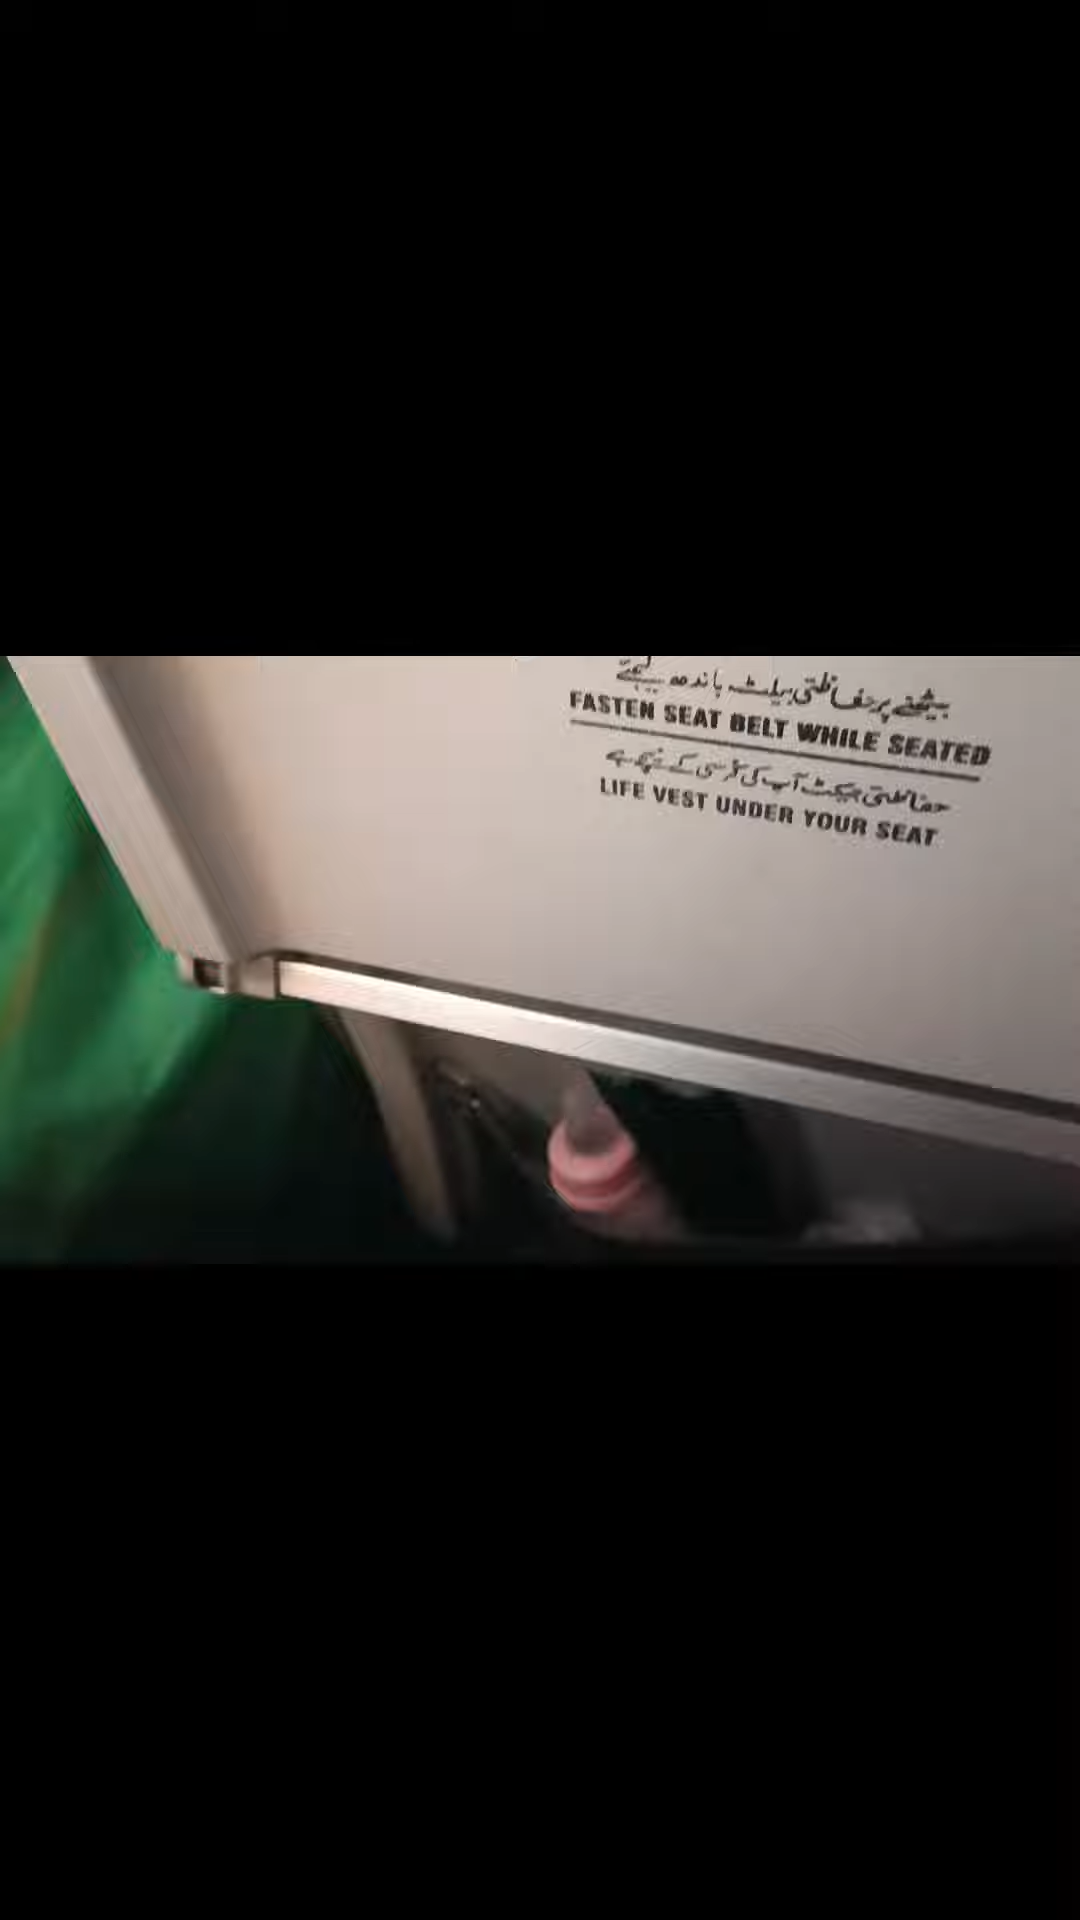 بیٹھنے پر حفاظتی بیلٹ باندھ لیجئے
FASTEN SEAT BELT WHILE SEATED
حفاظتی جیکٹ آپ کی کرسی کے نیچے ہے
LIFE VEST UNDER YOUR SEAT